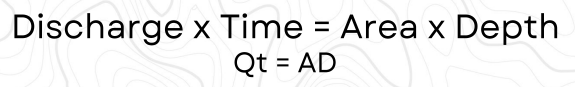 Discharge x Time = Area x Depth
Qt = AD